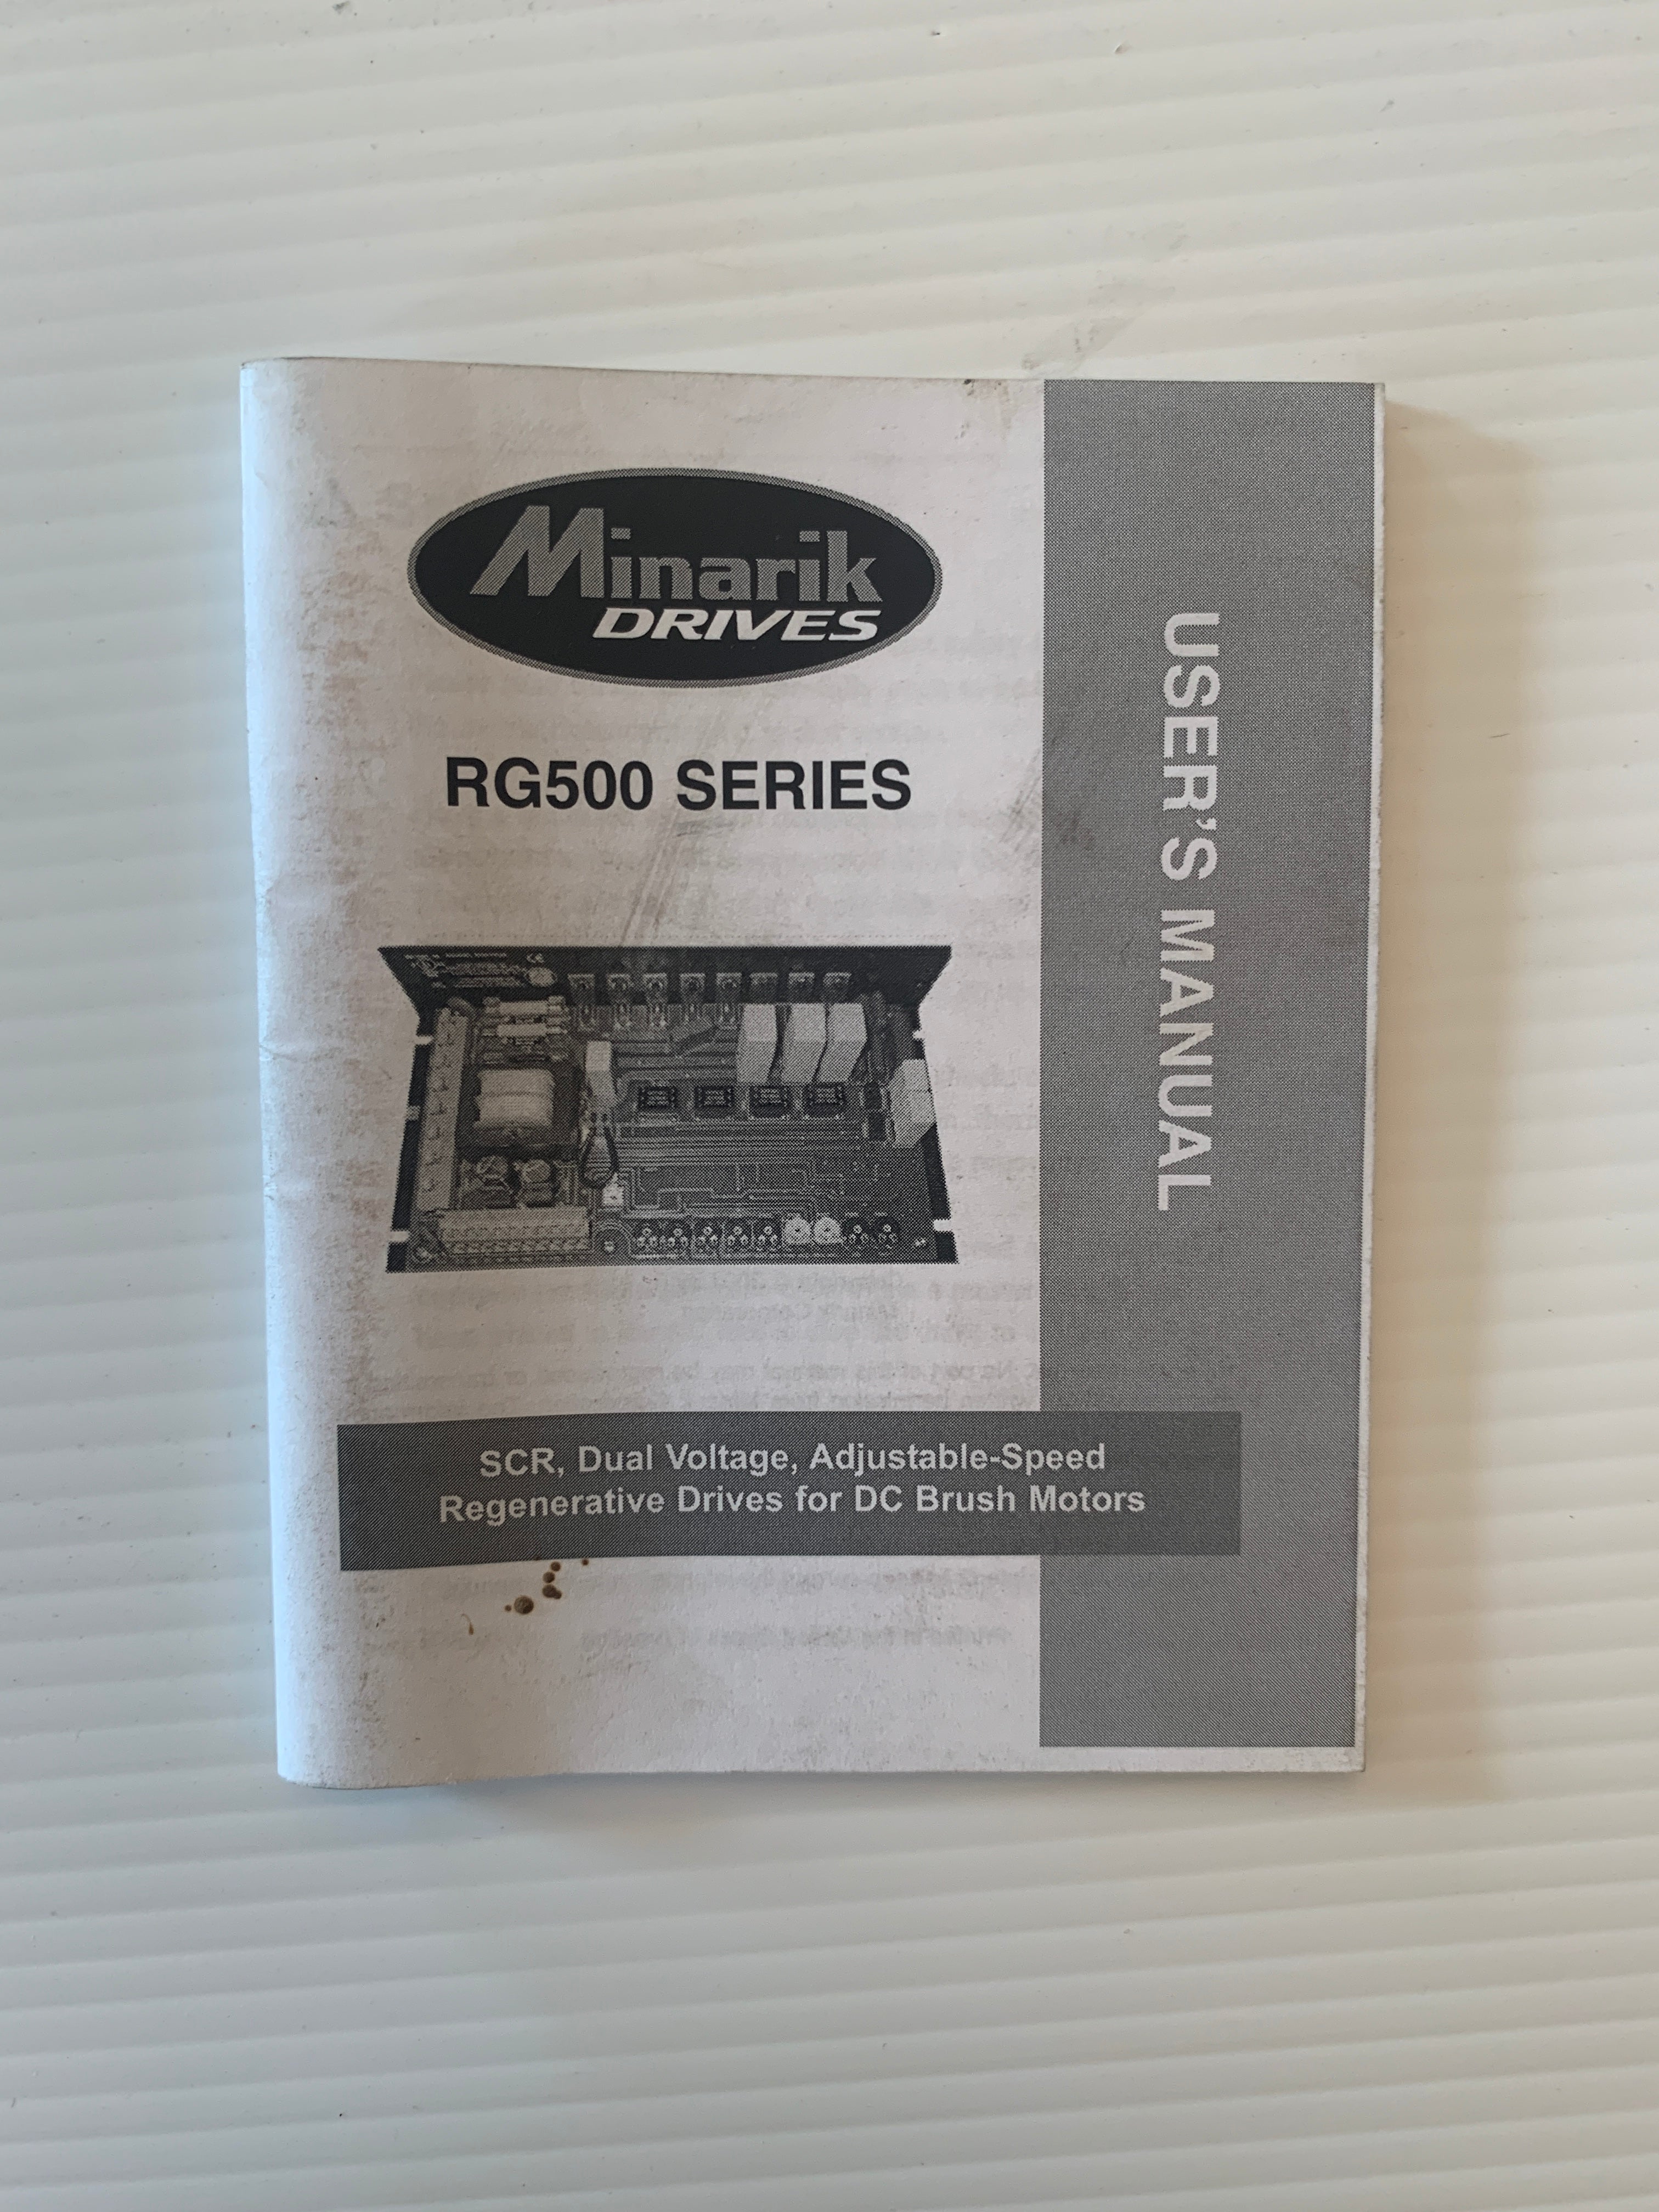 Minarik
DRIVES
RG500 SERIES
USER'S MANUAL
SCR, Dual Voltage, Adjustable-Speed
Regenerative Drives for DC Brush Motors